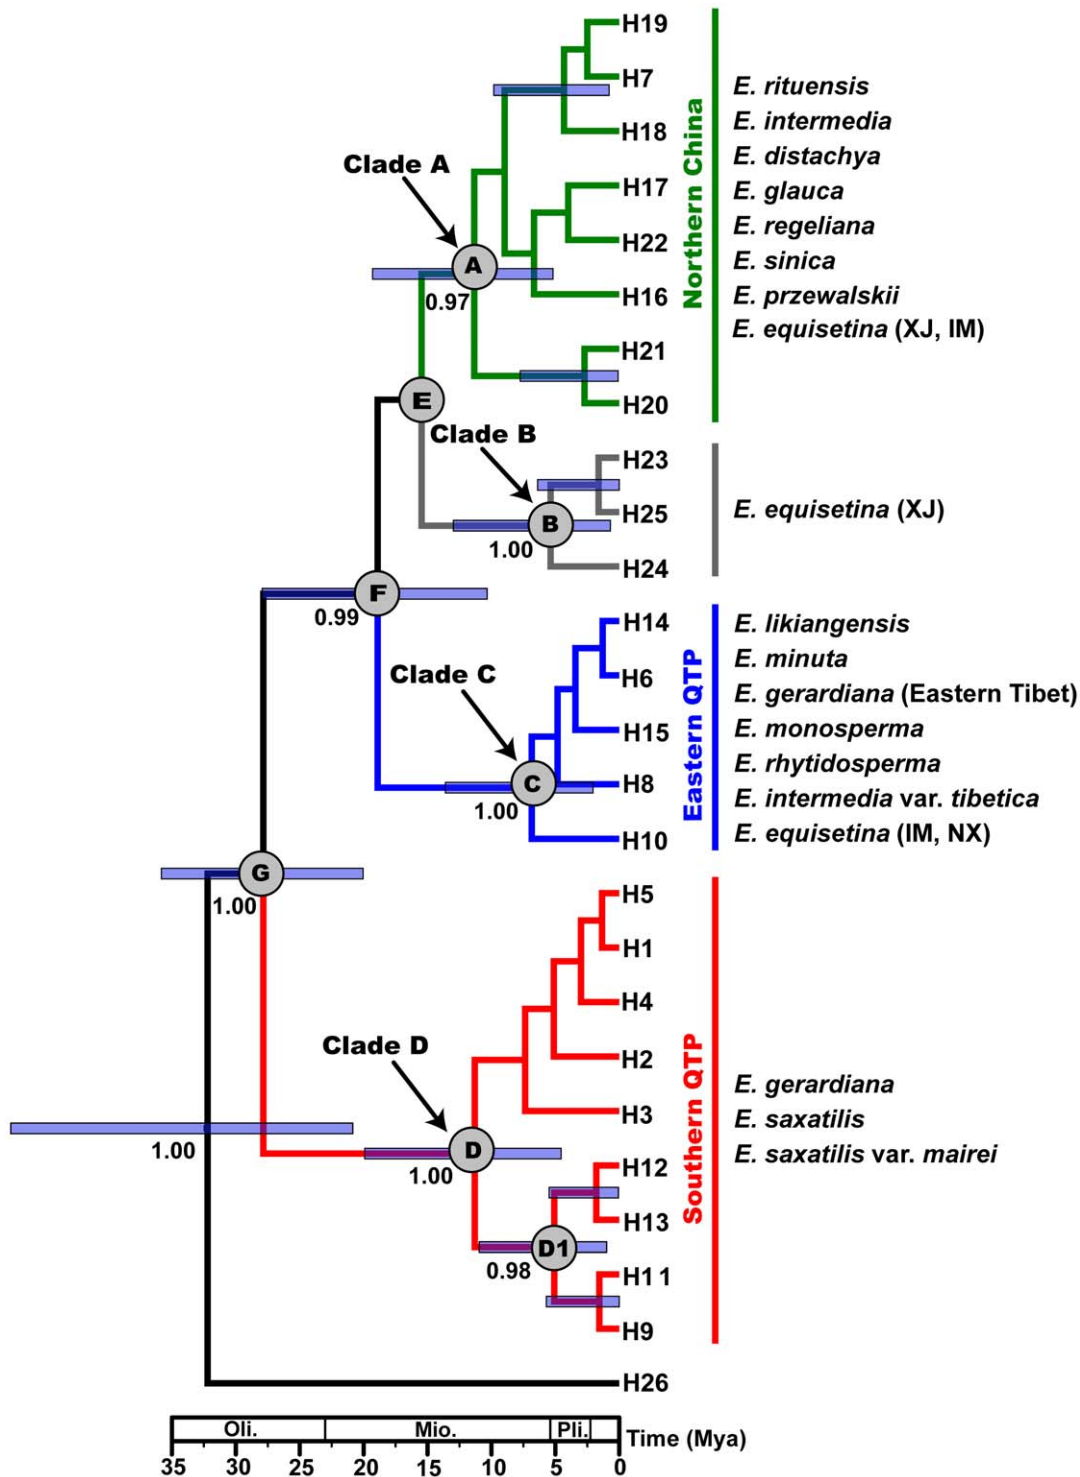 H19
H7
H18
H17
H22
H16
H21
H20
Clade A
A
0.97
Northern China
E. rituensis
E. intermedia
E. distachya
E. glauca
E. regeliana
E. sinica
E. przewalskii
E. equisetina (XJ, IM)
E
Clade B
H23
H25
H24
B
1.00
E. equisetina (XJ)
F
0.99
Clade C
H14
H6
H15
H8
H10
C
1.00
Eastern QTP
E. likiangensis
E. minuta
E. gerardiana (Eastern Tibet)
E. monosperma
E. rhytidosperma
E. intermedia var. tibetica
E. equisetina (IM, NX)
G
1.00
H5
H1
H4
H2
H3
H12
H13
H11
H9
Clade D
D
1.00
1.00
D1
0.98
Southern QTP
E. gerardiana
E. saxatilis
E. saxatilis var. mairei
H26
Oli. Mio. Pli.
Time (Mya)
35 30 25 20 15 10 5 0